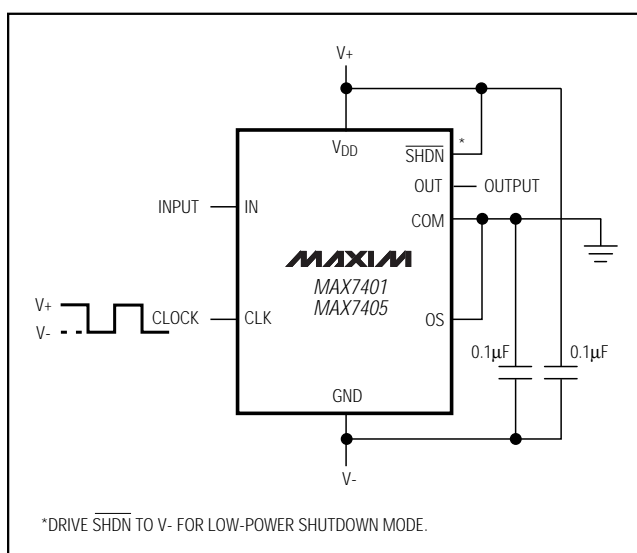 V+
VDD
SHDN
*
OUT
OUTPUT
INPUT
IN
COM
MAXIM
MAX7401
MAX7405
V+
V-
CLOCK
CLK
OS
0.1μF
0.1μF
GND
V-
*DRIVE SHDN TO V- FOR LOW-POWER SHUTDOWN MODE.